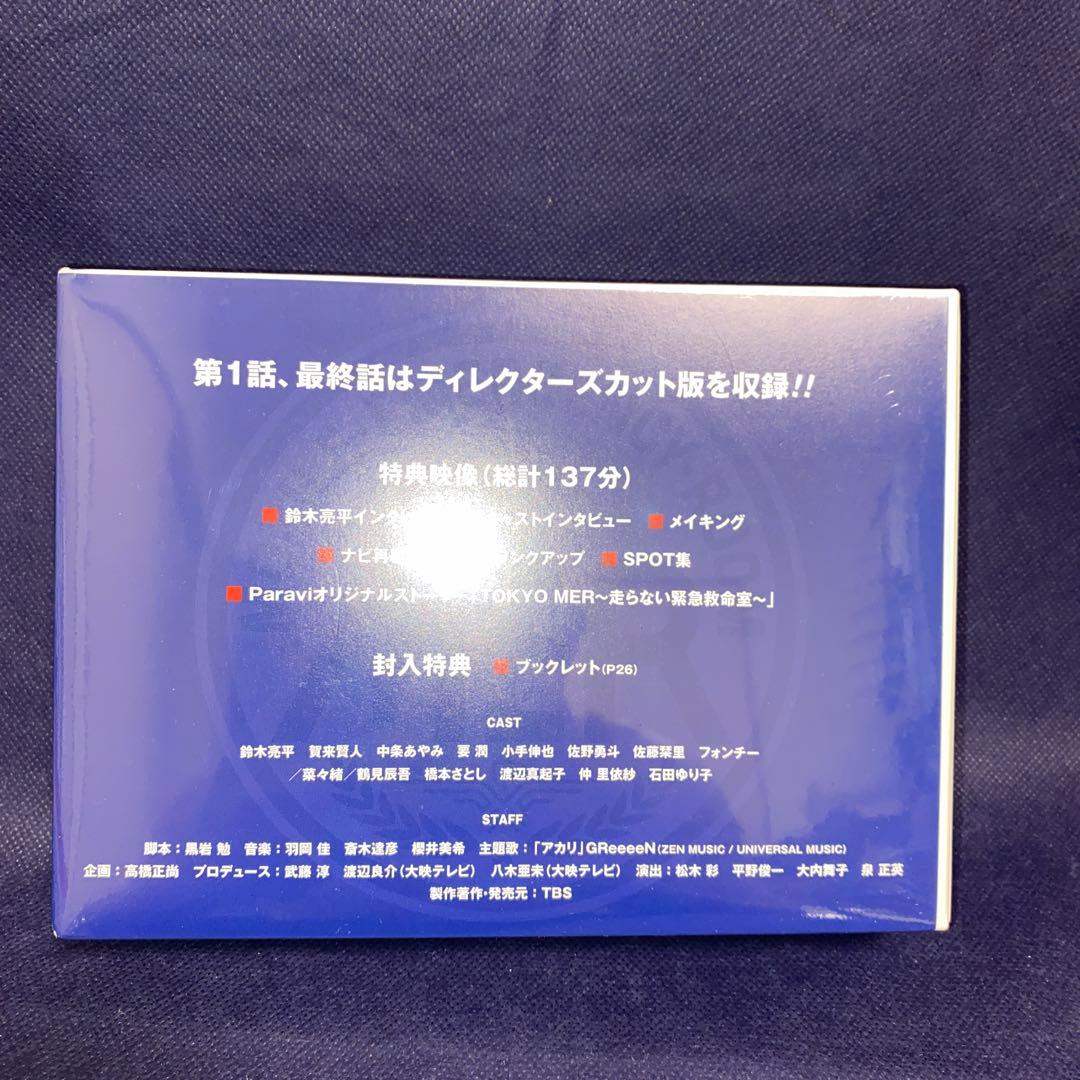 第1話、最終話はディレクターズカット版を収録!!
特典映像(総計137分)
鈴木亮平イン ストインタビュー メイキング
ナビ再 ンクアップ SPOT集
Paraviオリジナルスト TOKYO MER〜走らない緊急救命室〜」
封入特典 ブックレット(P26)
CAST
鈴木亮平 賀来賢人 中条あやみ 要 潤 小手伸也 佐野勇斗 佐藤栞里 フォンチー
／菜々緒／鶴見辰吾 橋本さとし 渡辺真起子 仲 里依紗 石田ゆり子
STAFF
脚本：黒岩 勉 音楽：羽岡 佳 斎木達彦 櫻井美希 主題歌：「アカリ」GReeeeN(ZEN MUSIC / UNIVERSAL MUSIC)
企画：高橋正尚 プロデュース：武藤 淳 渡辺良介(大映テレビ) 八木亜未(大映テレビ) 演出：松木 彩 平野俊一 大内舞子 泉 正英
製作著作・発売元：TBS